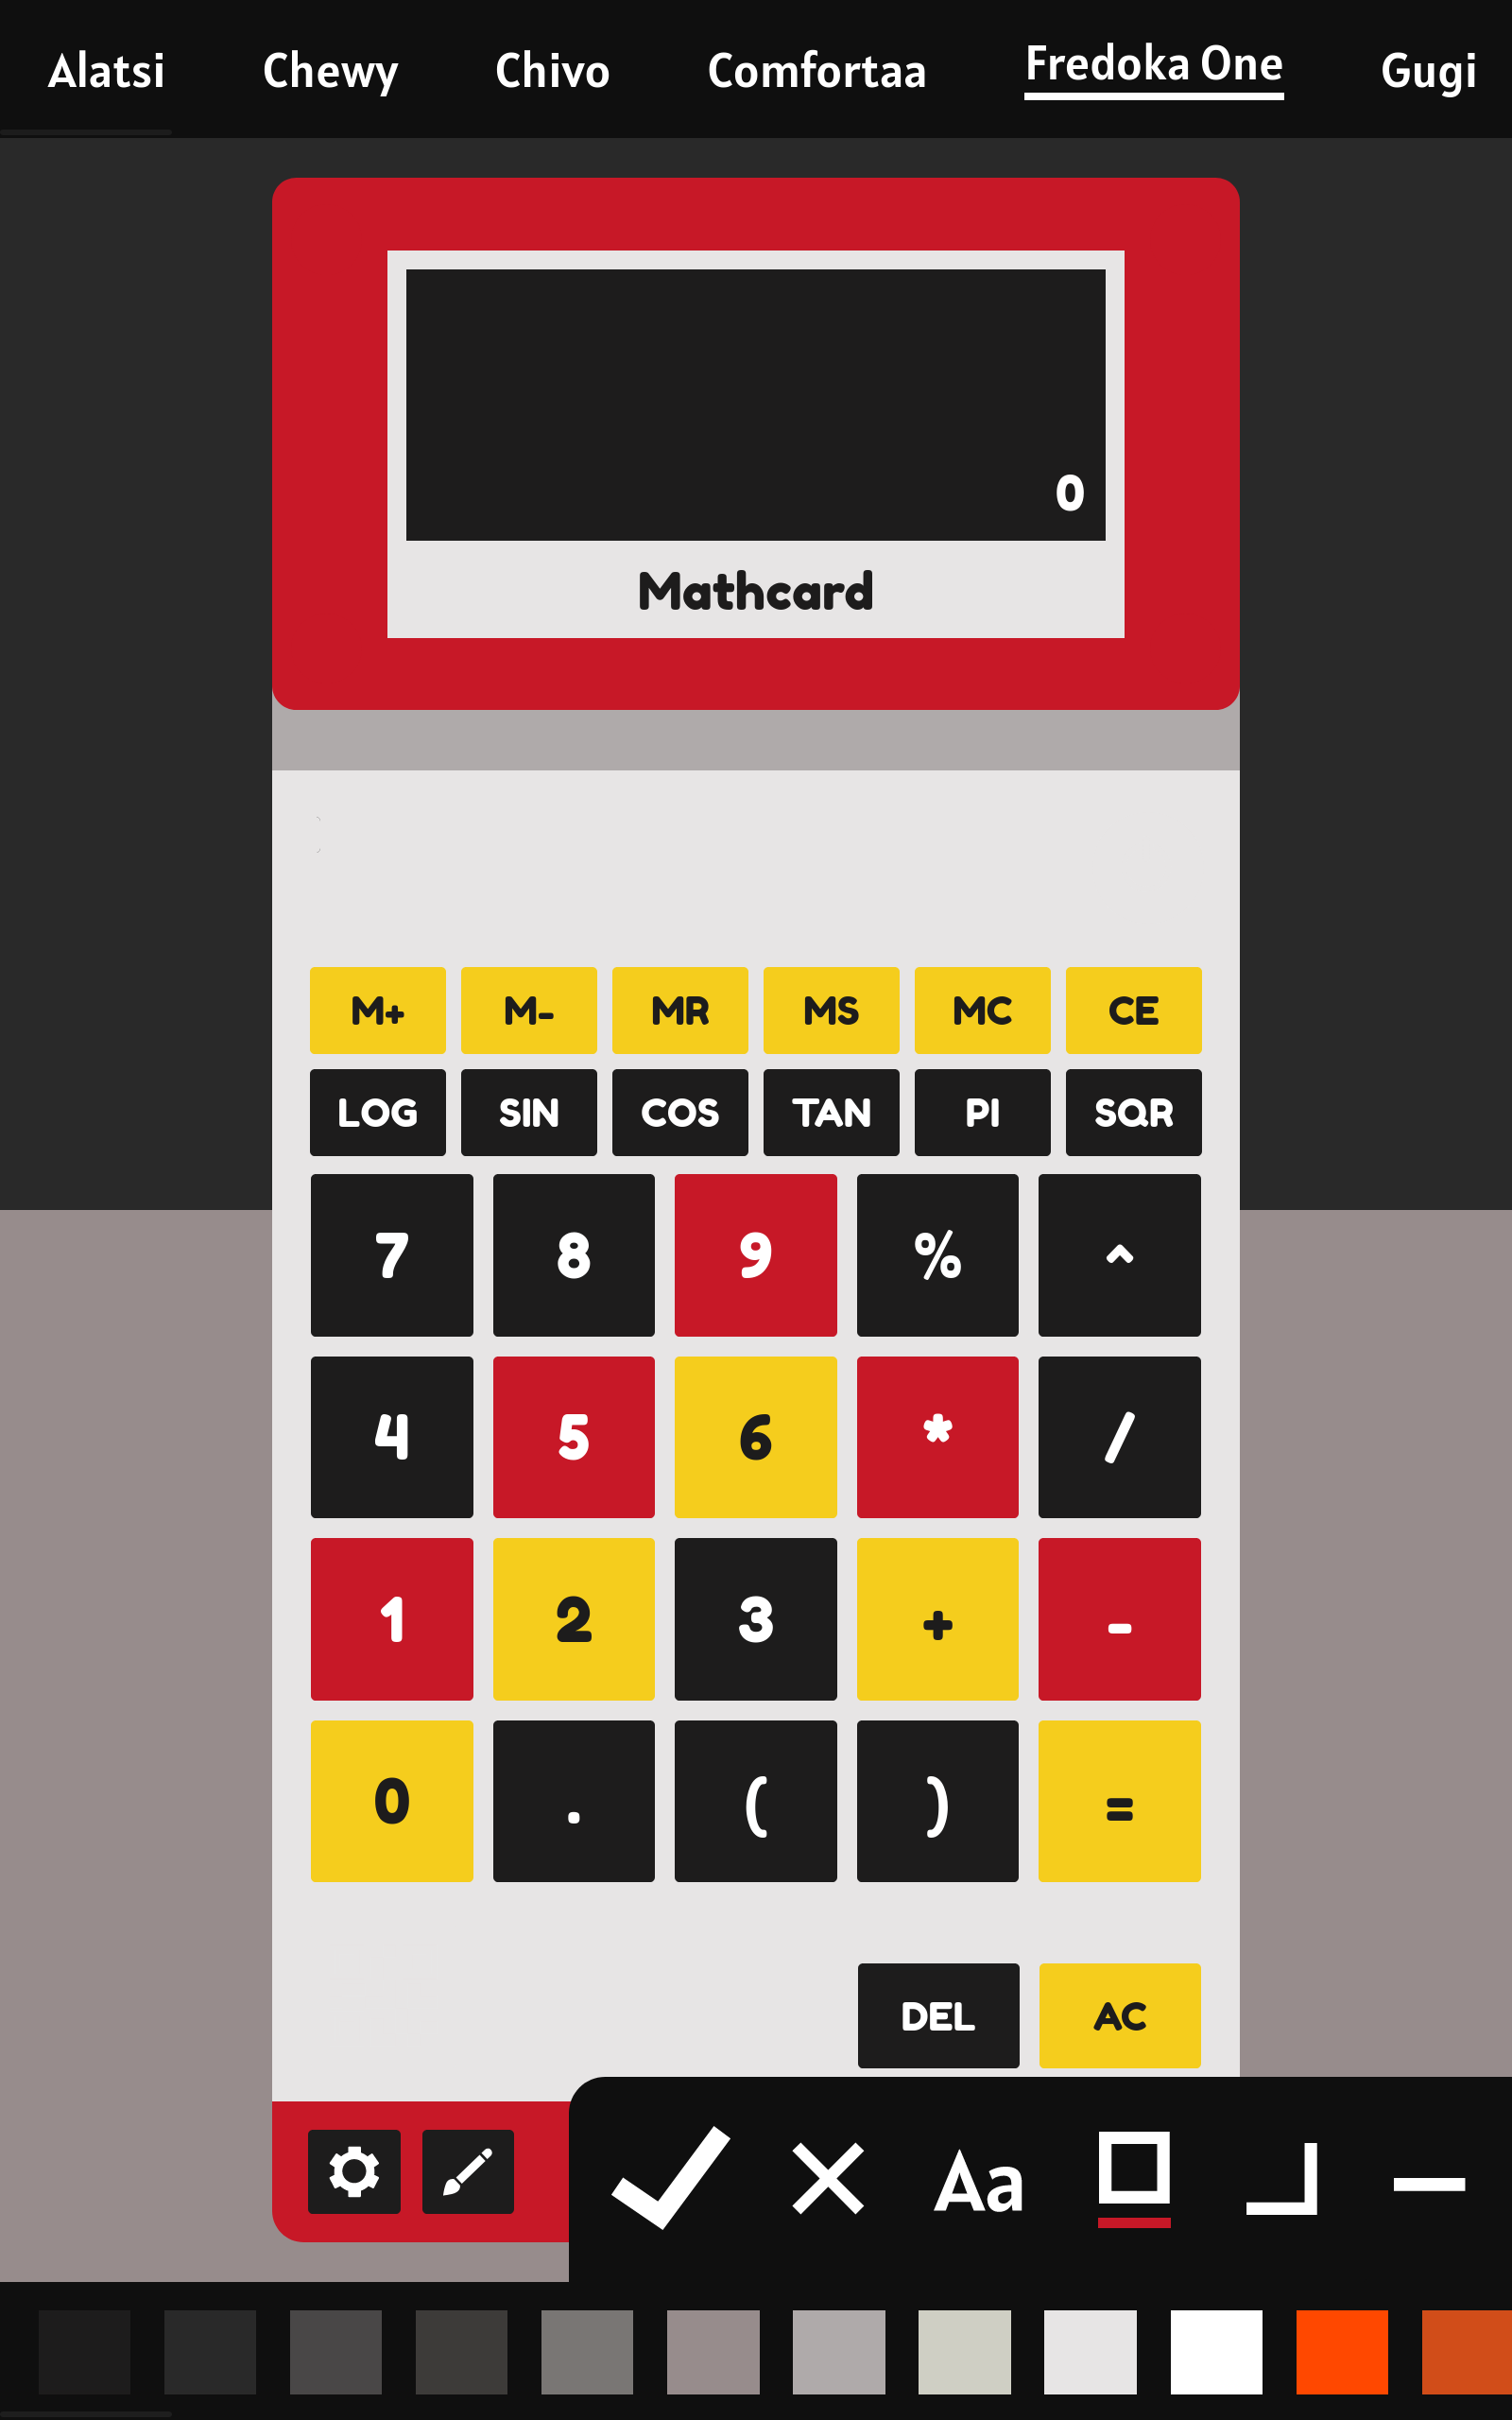 Alatsi Chewy Chivo Comfortaa Fredoka One Gugi
0
Mathcard
M+ M- MR MS MC CE
LOG SIN COS TAN PI SQR
7 8 9 % ^
4 5 6 * /
1 2 3 + -
0 . ( ) =
DEL AC
Aa